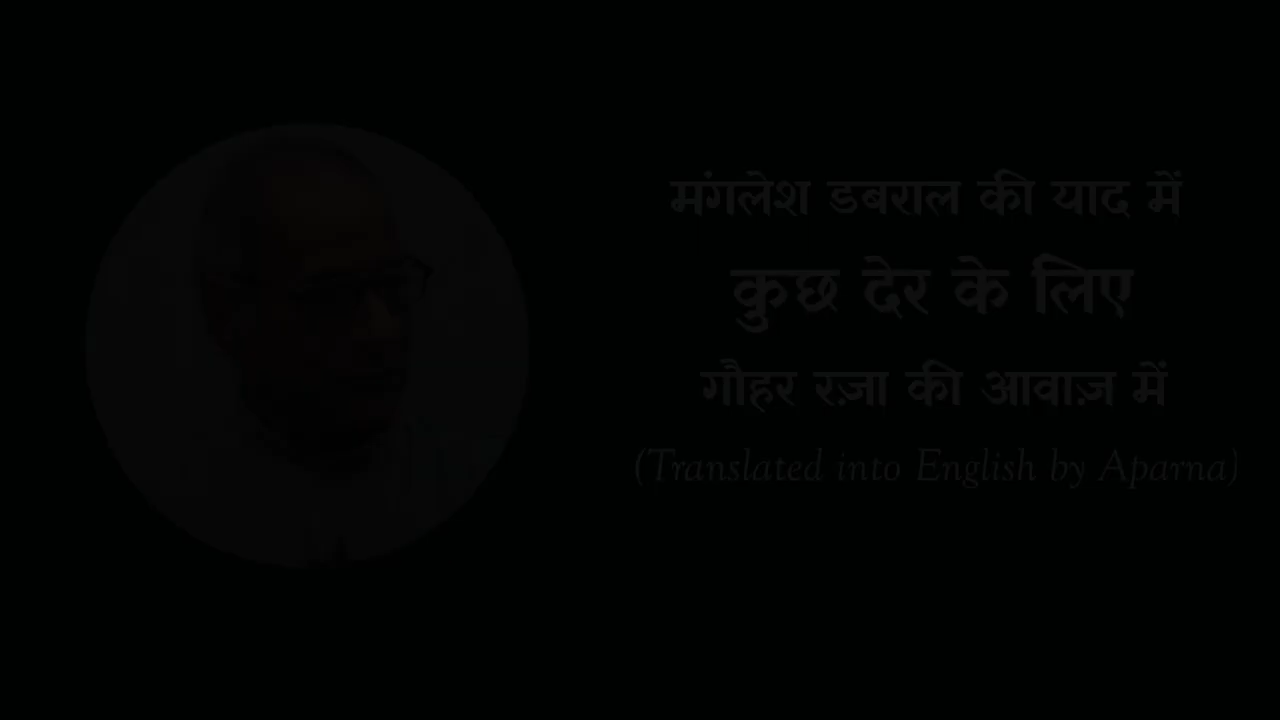 मंगलेश डबराल की याद में
कुछ देर के लिए
गौहर रज़ा की आवाज़ में
(Translated into English by Aparna)